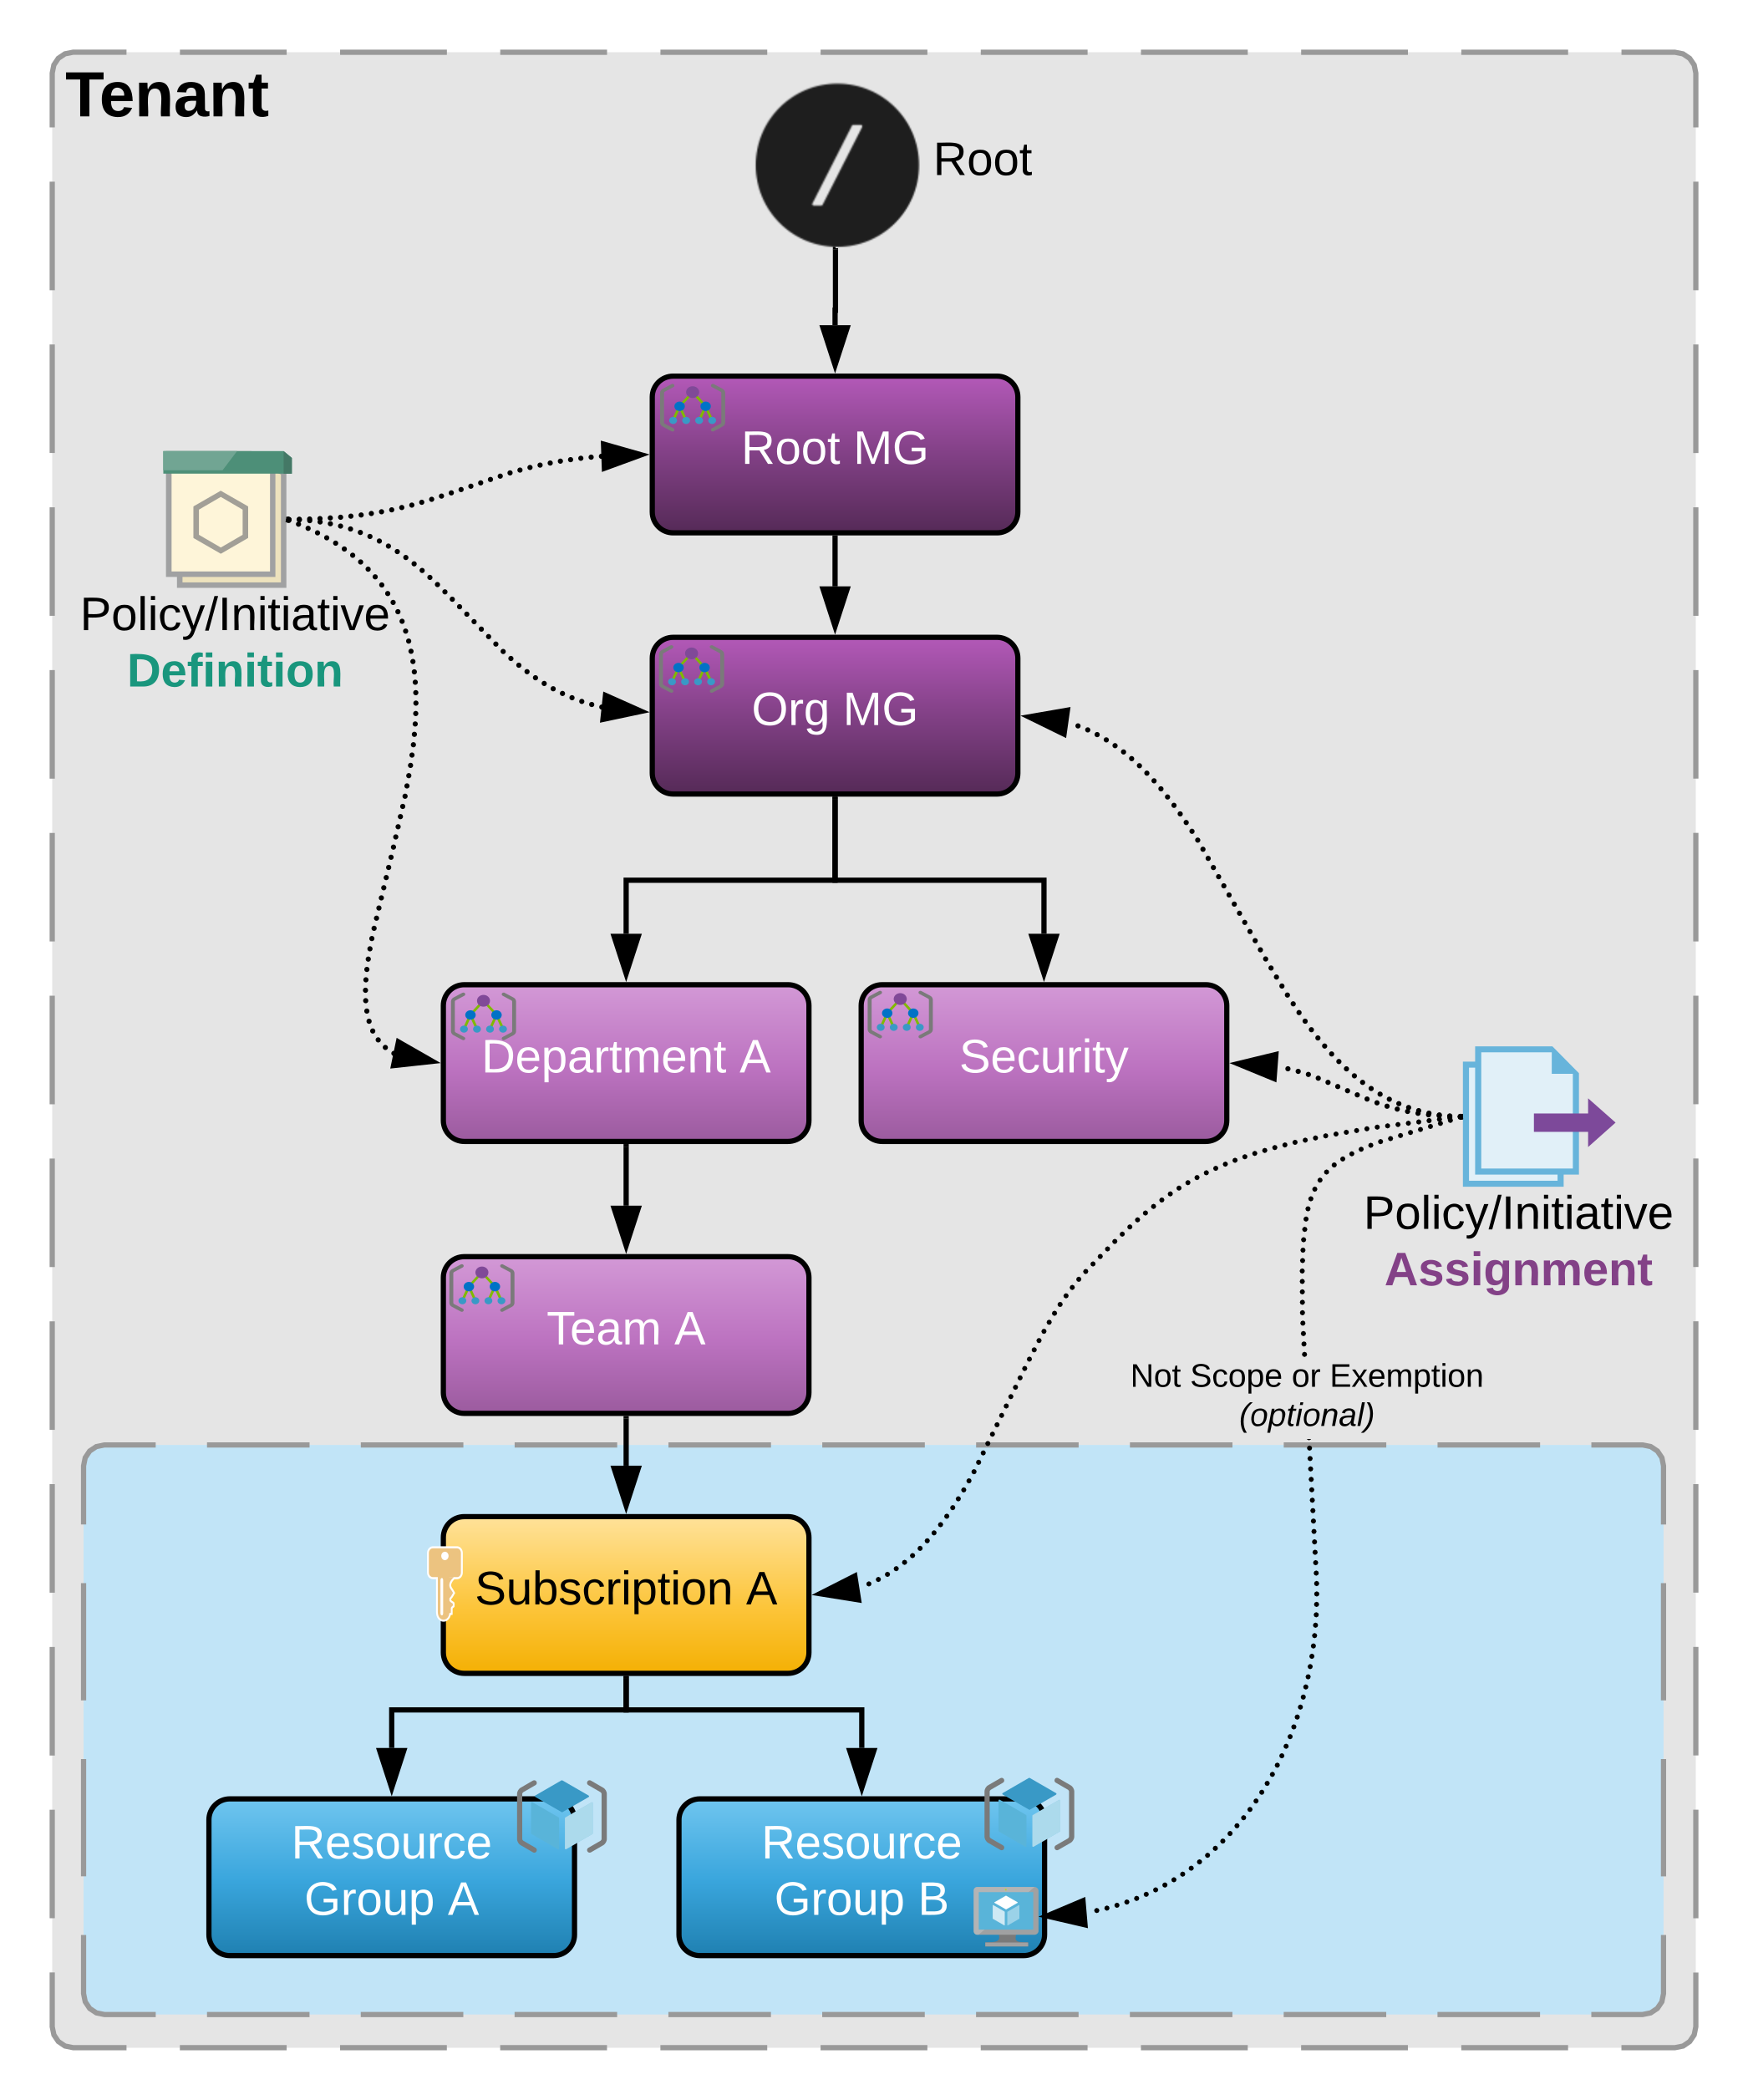 Tenant
/
Root
Root MG
Policy/Initiative
Definition
Org MG
Department A
Security
Policy/Initiative
Assignment
Team A
Not Scope or Exemption
(optional)
Subscription A
Resource
Group A
Resource
Group B